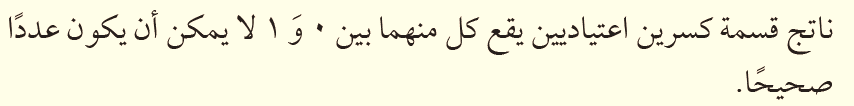 ناتج قسمة كسرين اعتياديين يقع كل منهما بين ٠ وَ ١ لا يمكن أن يكون عددًا
صحيحًا.